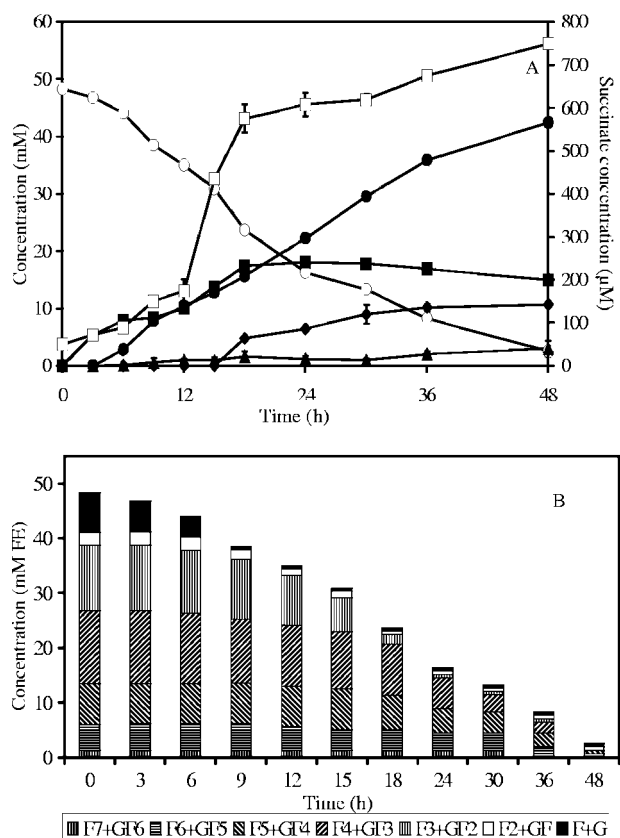 60
50
40
30
20
10
0
Concentration (mM)
800
700
600
500
400
300
200
100
0
Succinate concentration (µM)
A
0 12 24 36 48
Time (h)
50
40
30
20
10
0
Concentration (mM FE)
B
0 3 6 9 12 15 18 24 30 36 48
Time (h)
F7+GF6 F6+GF5 F5+GF4 F4+GF3 F3+GF2 F2+GF F+G